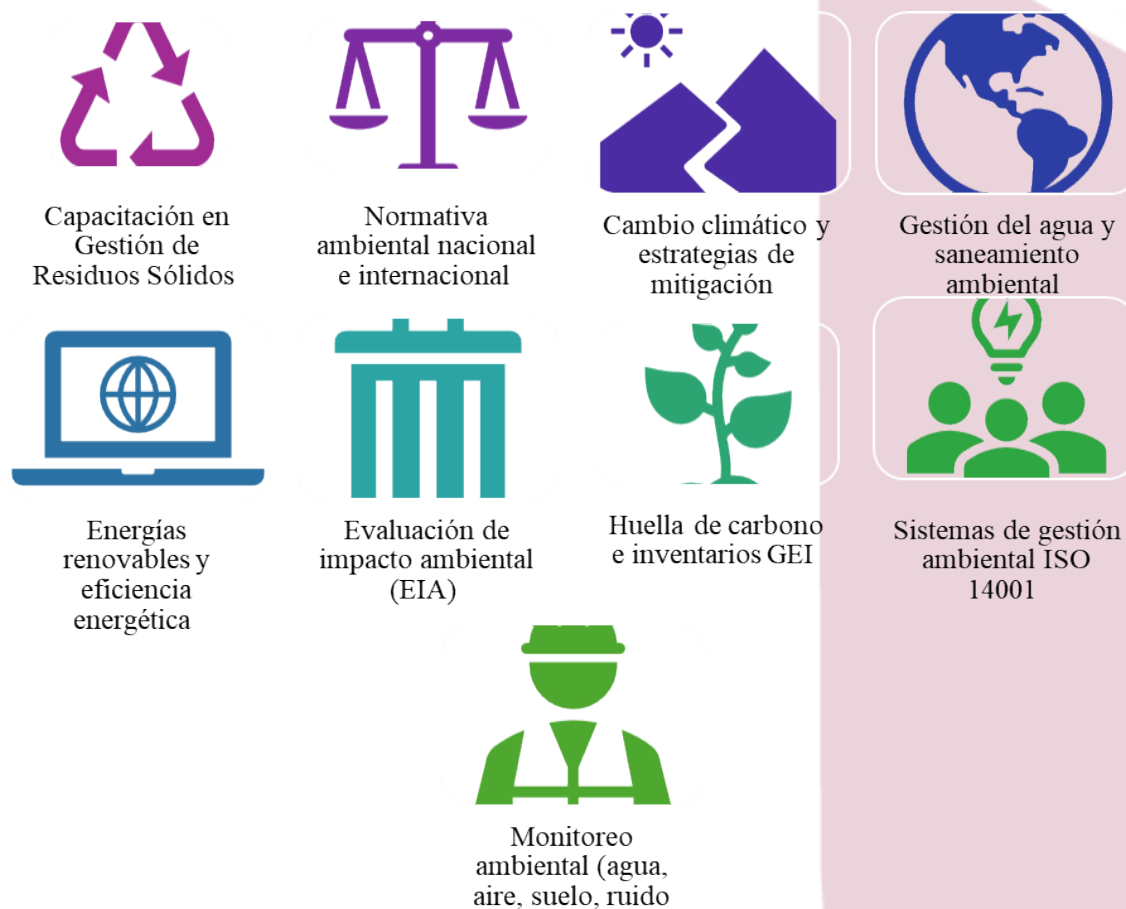 Capacitación en
Gestión de
Residuos Sólidos
Normativa
ambiental nacional
e internacional
Cambio climático y
estrategias de
mitigación
Gestión del agua y
saneamiento
ambiental
Energías
renovables y
eficiencia
energética
Evaluación de
impacto ambiental
(EIA)
Huella de carbono
e inventarios GEI
Sistemas de gestión
ambiental ISO
14001
Monitoreo
ambiental (agua,
aire, suelo, ruido